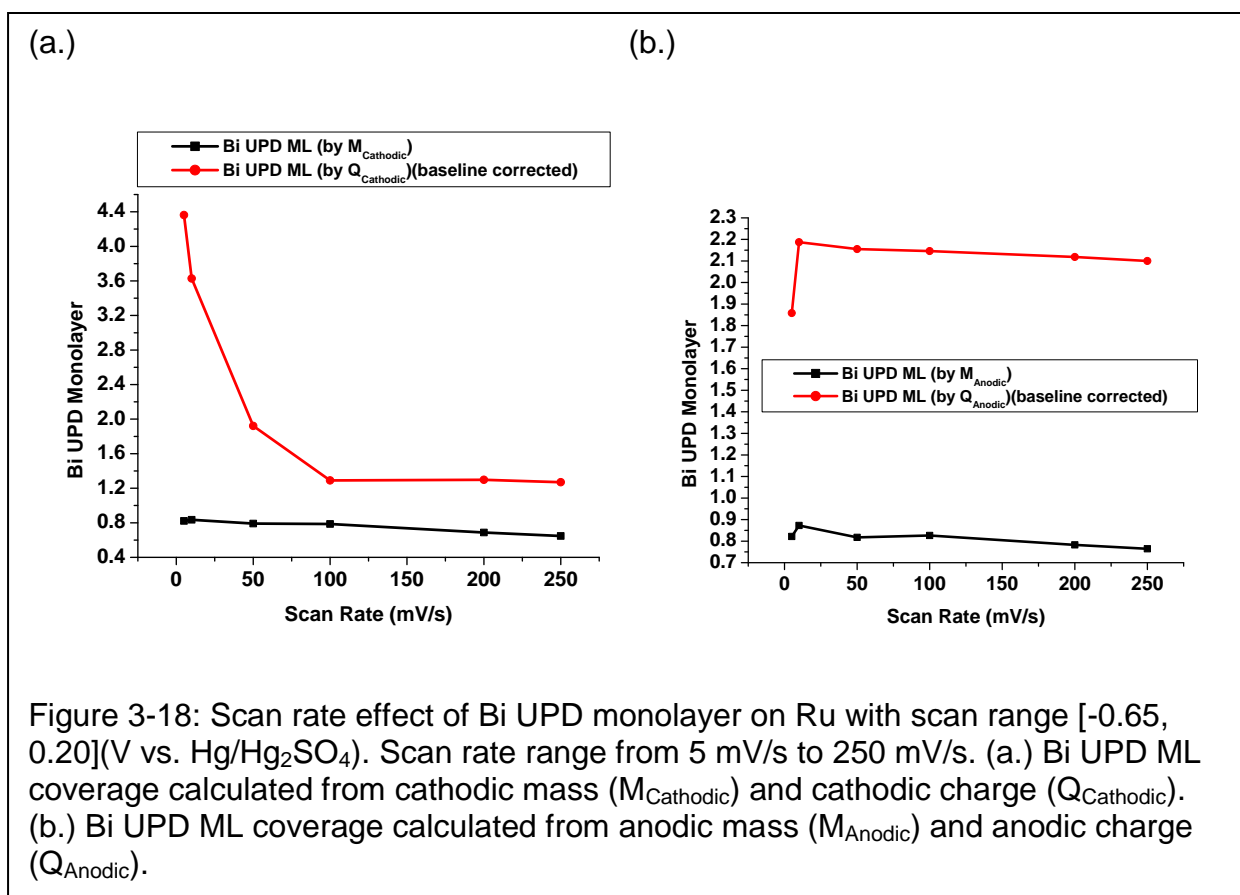 (a.)
(b.)
Bi UPD ML (by M_Cathodic)
Bi UPD ML (by Q_Cathodic)(baseline corrected)
4.4
4.0
3.6
3.2
2.8
2.4
2.0
1.6
1.2
0.8
0.4
Bi UPD Monolayer
0 50 100 150 200 250
Scan Rate (mV/s)
2.3
2.2
2.1
2.0
1.9
1.8
1.7
1.6
1.5
1.4
1.3
1.2
1.1
1.0
0.9
0.8
0.7
Bi UPD Monolayer
Bi UPD ML (by M_Anodic)
Bi UPD ML (by Q_Anodic)(baseline corrected)
0 50 100 150 200 250
Scan Rate (mV/s)
Figure 3-18: Scan rate effect of Bi UPD monolayer on Ru with scan range [-0.65,
0.20](V vs. Hg/Hg₂SO₄). Scan rate range from 5 mV/s to 250 mV/s. (a.) Bi UPD ML
coverage calculated from cathodic mass (M_Cathodic) and cathodic charge (Q_Cathodic).
(b.) Bi UPD ML coverage calculated from anodic mass (M_Anodic) and anodic charge
(Q_Anodic).